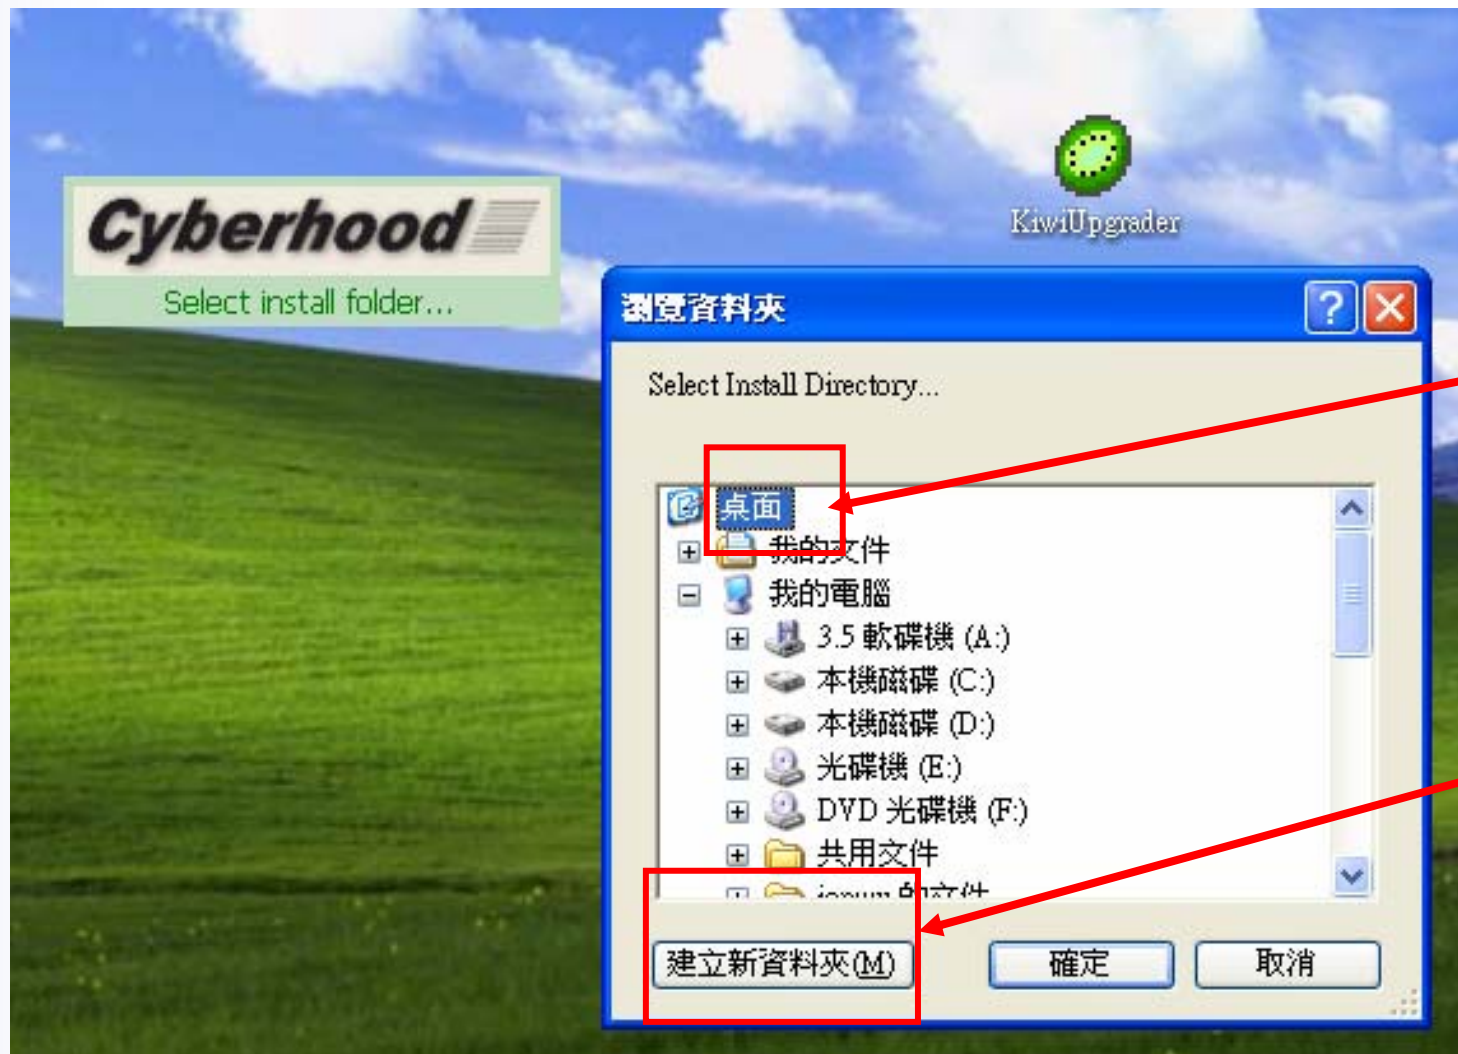 Cyberhood
Select install folder...
KiwiUpgrader
瀏覽資料夾
Select Install Directory...
桌面
我的文件
我的電腦
3.5 軟碟機 (A:)
本機磁碟 (C:)
本機磁碟 (D:)
光碟機 (E:)
DVD 光碟機 (F:)
共用文件
的文件
建立新資料夾(M)
確定
取消